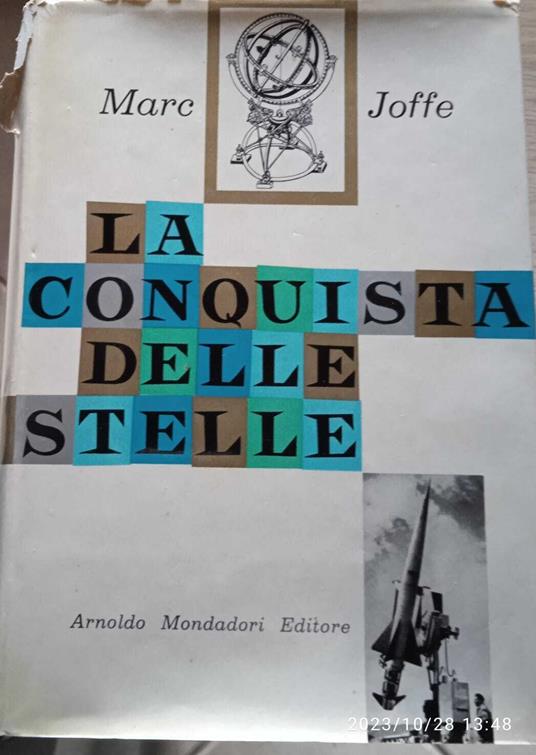 Marc Joffe
LA
CONQUISTA
DELLE
STELLE
Arnoldo Mondadori Editore
2023/10/28 13:48